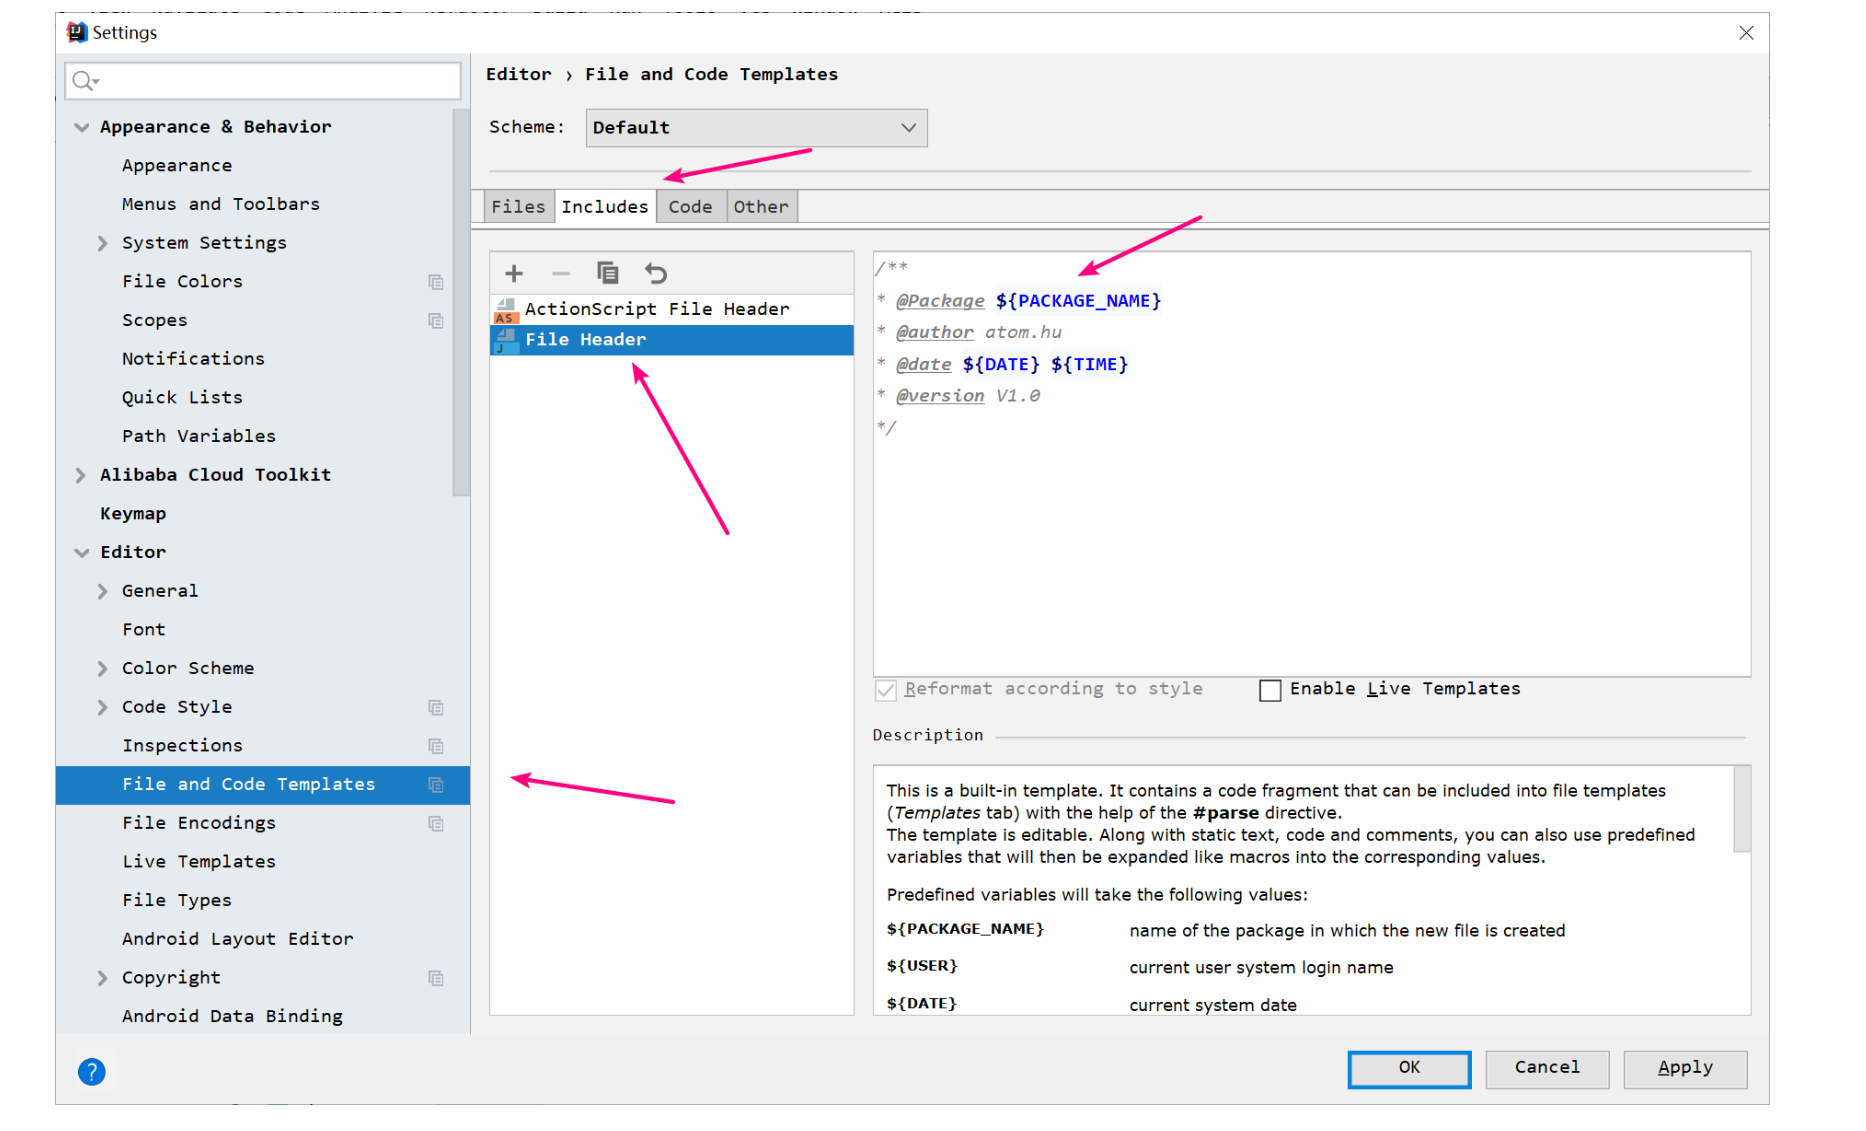 Settings
Appearance & Behavior
Appearance
Menus and Toolbars
System Settings
File Colors
Scopes
Notifications
Quick Lists
Path Variables
Alibaba Cloud Toolkit
Keymap
Editor
General
Font
Color Scheme
Code Style
Inspections
File and Code Templates
File Encodings
Live Templates
File Types
Android Layout Editor
Copyright
Android Data Binding
Editor › File and Code Templates
Scheme: Default
Files Includes Code Other
ActionScript File Header
File Header
/**
* @Package ${PACKAGE_NAME}
* @author atom.hu
* @date ${DATE} ${TIME}
* @version V1.0
*/
Reformat according to style Enable Live Templates
Description
This is a built-in template. It contains a code fragment that can be included into file templates
(Templates tab) with the help of the #parse directive.
The template is editable. Along with static text, code and comments, you can also use predefined
variables that will then be expanded like macros into the corresponding values.
Predefined variables will take the following values:
${PACKAGE_NAME} name of the package in which the new file is created
${USER} current user system login name
${DATE} current system date
?
OK Cancel Apply